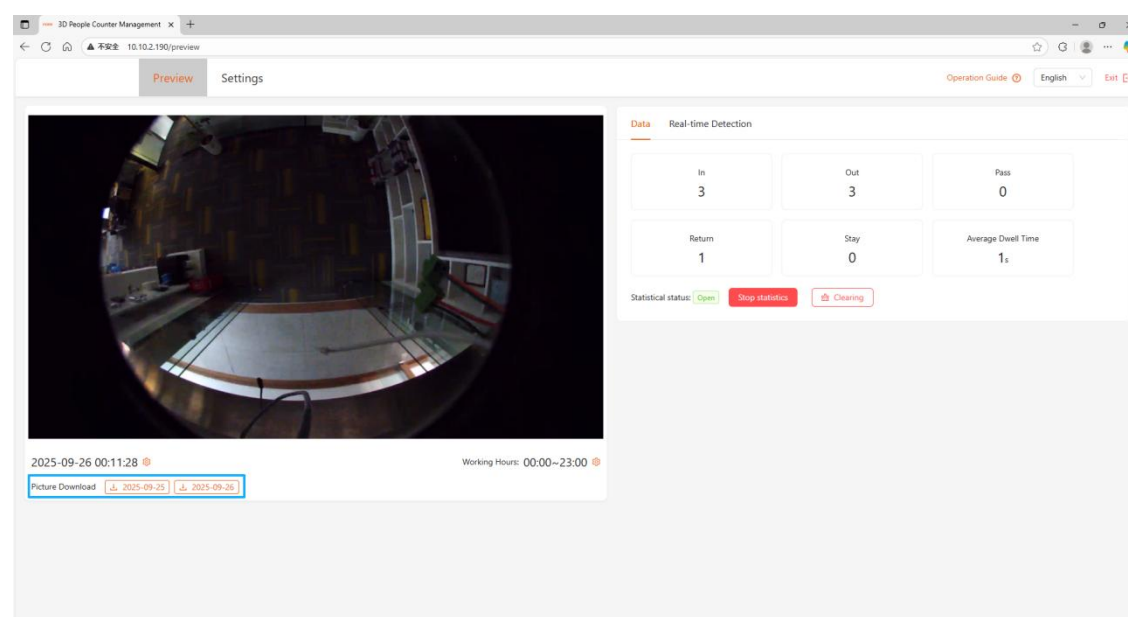 3D People Counter Management
不安全 10.10.2.190/preview
Preview Settings
Operation Guide English Exit
Data Real-time Detection
In Out Pass
3 3 0
Return Stay Average Dwell Time
1 0 1s
Statistical status: Open Stop statistics Clearing
2025-09-26 00:11:28 Working Hours: 00:00~23:00
Picture Download 2025-09-25 2025-09-26